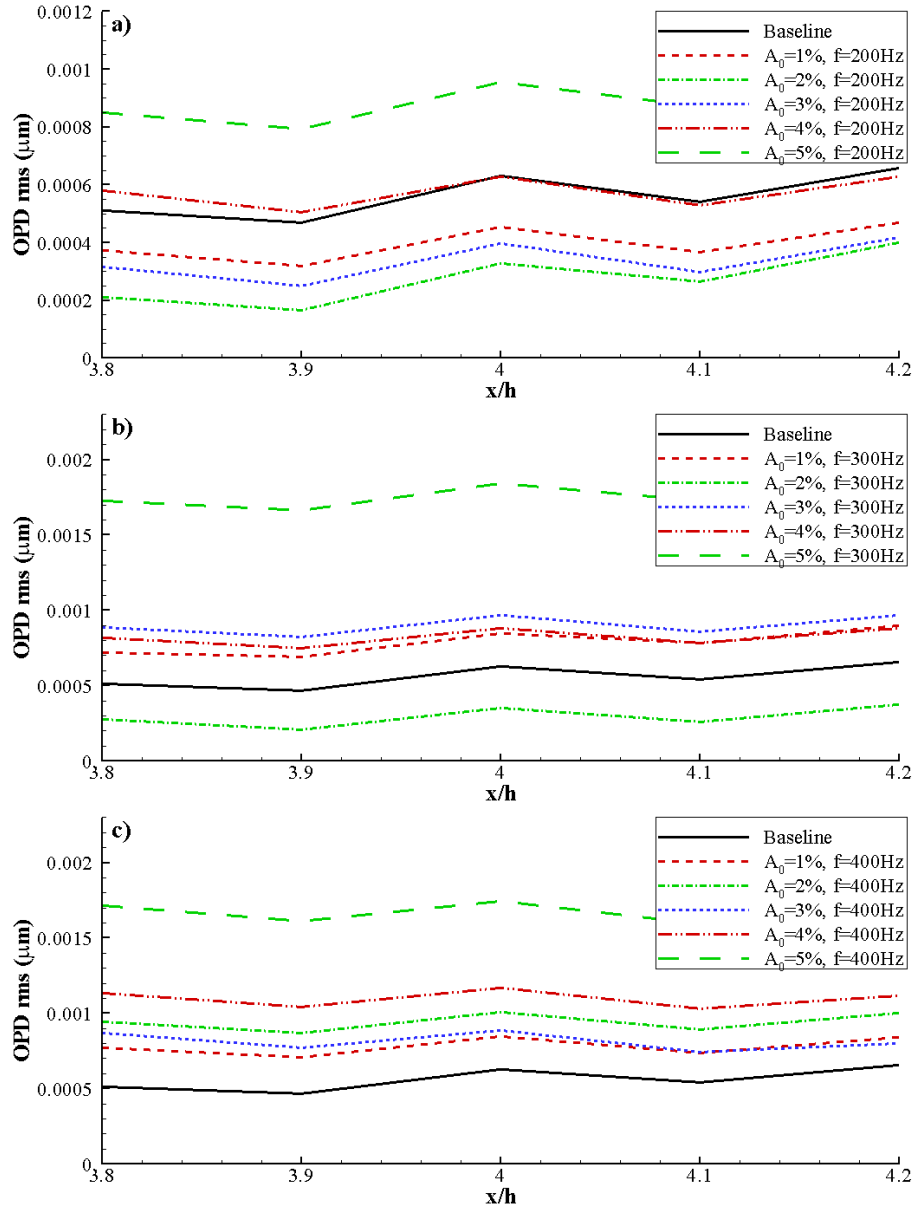 a)
0.0012
0.001
0.0008
0.0006
0.0004
0.0002
0
OPD rms (μm)
3.8 3.9 4 4.1 4.2
x/h
Baseline
A0=1%, f=200Hz
A0=2%, f=200Hz
A0=3%, f=200Hz
A0=4%, f=200Hz
A0=5%, f=200Hz
b)
0.002
0.0015
0.001
0.0005
0
OPD rms (μm)
3.8 3.9 4 4.1 4.2
x/h
Baseline
A0=1%, f=300Hz
A0=2%, f=300Hz
A0=3%, f=300Hz
A0=4%, f=300Hz
A0=5%, f=300Hz
c)
0.002
0.0015
0.001
0.0005
0
OPD rms (μm)
3.8 3.9 4 4.1 4.2
x/h
Baseline
A0=1%, f=400Hz
A0=2%, f=400Hz
A0=3%, f=400Hz
A0=4%, f=400Hz
A0=5%, f=400Hz